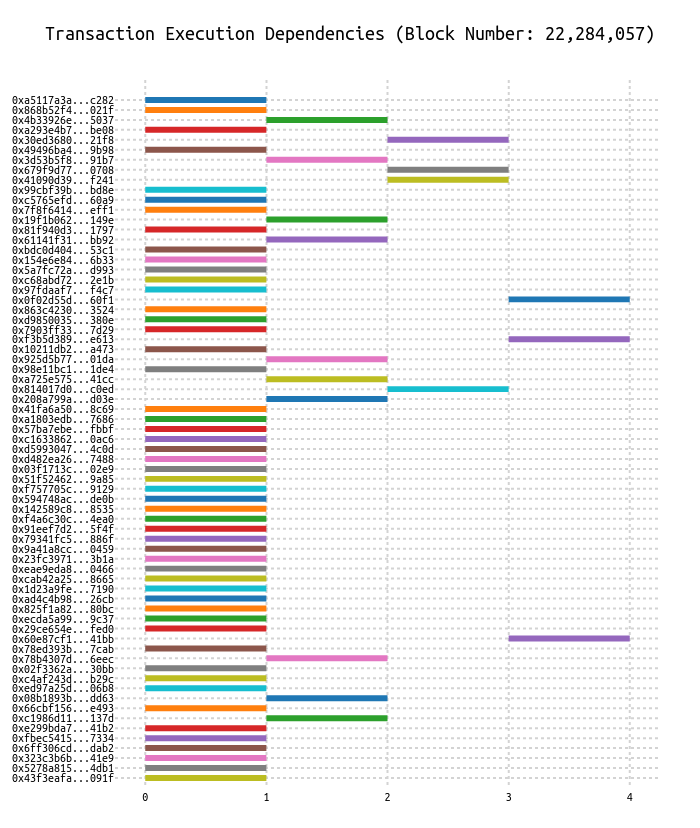 Transaction Execution Dependencies (Block Number: 22,284,057)
0xa5117a3a...c282
0x868b52f4...021f
0x4b33926e...5037
0xa293e4b7...be08
0x30ed3680...21f8
0x49496ba4...9b98
0x3d53b5f8...91b7
0x679f9d77...0708
0x41090d39...f241
0x99cbf39b...bd8e
0xc5765efd...60a9
0x7f8f6414...eff1
0x19f1b062...149e
0x81f940d3...1797
0x61141f31...bb92
0xbdc0d404...53c1
0x154e6e84...6b33
0x5a7fc72a...d993
0xc68abd72...2e1b
0x97fdaaf7...f4c7
0x0f02d55d...60f1
0x863c4230...3524
0xd9850035...380e
0x7903ff33...7d29
0xf3b5d389...e613
0x10211db2...a473
0x925d5b77...01da
0x98e11bc1...1de4
0xa725e575...41cc
0x814017d0...c0ed
0x208a799a...d03e
0x41fa6a50...8c69
0xa1803edb...7686
0x57ba7ebe...fbbf
0xc1633862...0ac6
0xd5993047...4c0d
0xd482ea26...7488
0x03f1713c...02e9
0x51f52462...9a85
0xf757705c...9129
0x594748ac...de0b
0x142589c8...8535
0xf4a6c30c...4ea0
0x91eef7d2...5f4f
0x79341fc5...886f
0x9a41a8cc...0459
0x23fc3971...3b1a
0xeae9eda8...0466
0xcab42a25...8665
0x1d23a9fe...7190
0xad4c4b98...26cb
0x825f1a82...80bc
0xecda5a99...9c37
0x29ce654e...fed0
0x60e87cf1...41bb
0x78ed393b...7cab
0x78b4307d...6eec
0x02f3362a...30bb
0xc4af243d...b29c
0xed97a25d...06b8
0x08b1893b...dd63
0x66cbf156...e493
0xc1986d11...137d
0xe299bda7...41b2
0xfbec5415...7334
0x6ff306cd...dab2
0x323c3b6b...41e9
0x5278a815...4db1
0x43f3eafa...091f
0 1 2 3 4